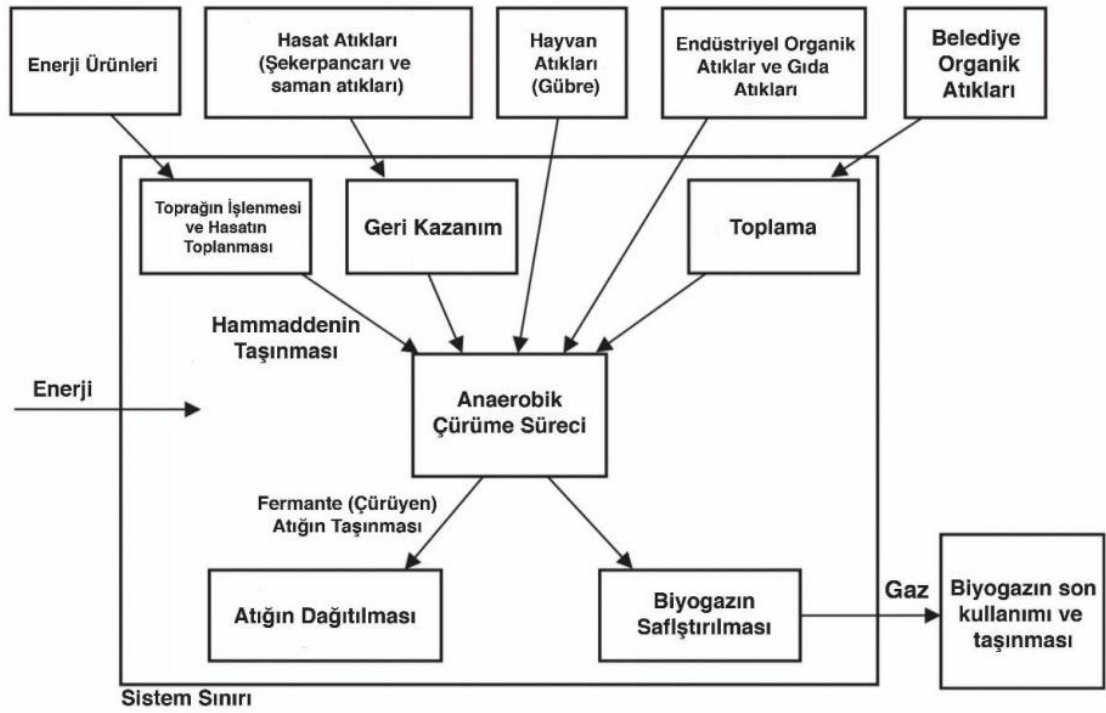 Enerji Ürünleri
Hasat Atıkları
(Şekerpancarı ve
saman atıkları)
Hayvan
Atıkları
(Gübre)
Endüstriyel Organik
Atıklar ve Gıda
Atıkları
Belediye
Organik
Atıkları
Toprağın İşlenmesi
ve Hasatın
Toplanması
Geri Kazanım
Toplama
Hammaddenin
Taşınması
Enerji
Anaerobik
Çürüme Süreci
Fermante (Çürüyen)
Atığın Taşınması
Atığın Dağıtılması
Biyogazın
Saflştırılması
Gaz
Biyogazın son
kullanımı ve
taşınması
Sistem Sınırı